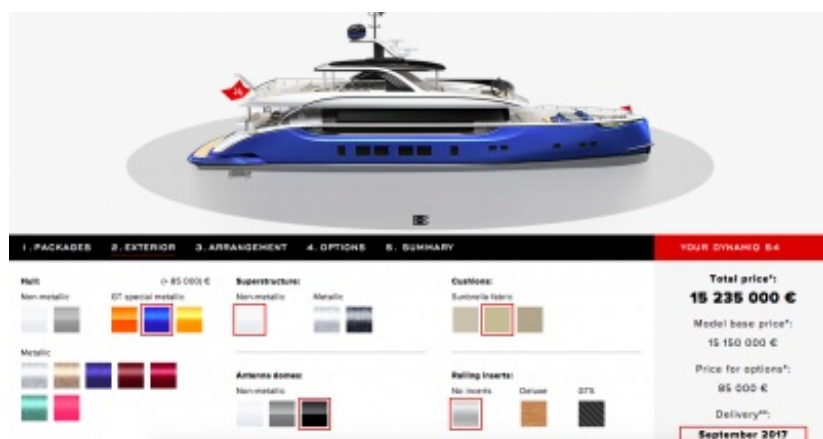 1. PACKAGES 2. EXTERIOR 3. ARRANGEMENT 4. OPTIONS 5. SUMMARY YOUR DYNAMIQ S4
Hull: (+ 85 000) €
Non-metallic GT special metallic
Metallic
Superstructure:
Non-metallic Metallic
Antenna domes:
Non-metallic
Cushions:
Sunbrella fabric
Railing inserts:
No inserts Deluxe GTS
Total price*:
15 235 000 €
Model base price*:
15 150 000 €
Price for options*:
85 000 €
Delivery**:
September 2017